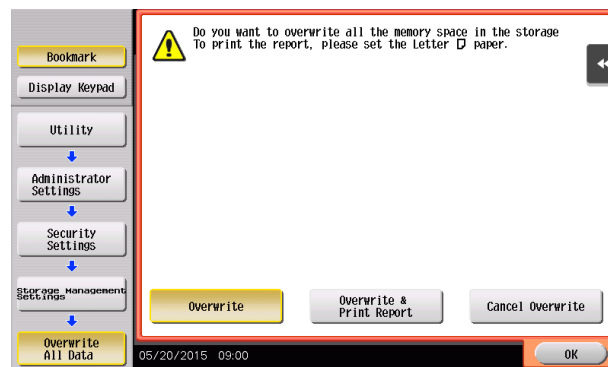 Bookmark
Display Keypad
Utility
Administrator
Settings
Security
Settings
Storage Management
Settings
Overwrite
All Data
Do you want to overwrite all the memory space in the storage
To print the report, please set the Letter paper.
Overwrite
Overwrite &
Print Report
Cancel Overwrite
05/20/2015 09:00
OK